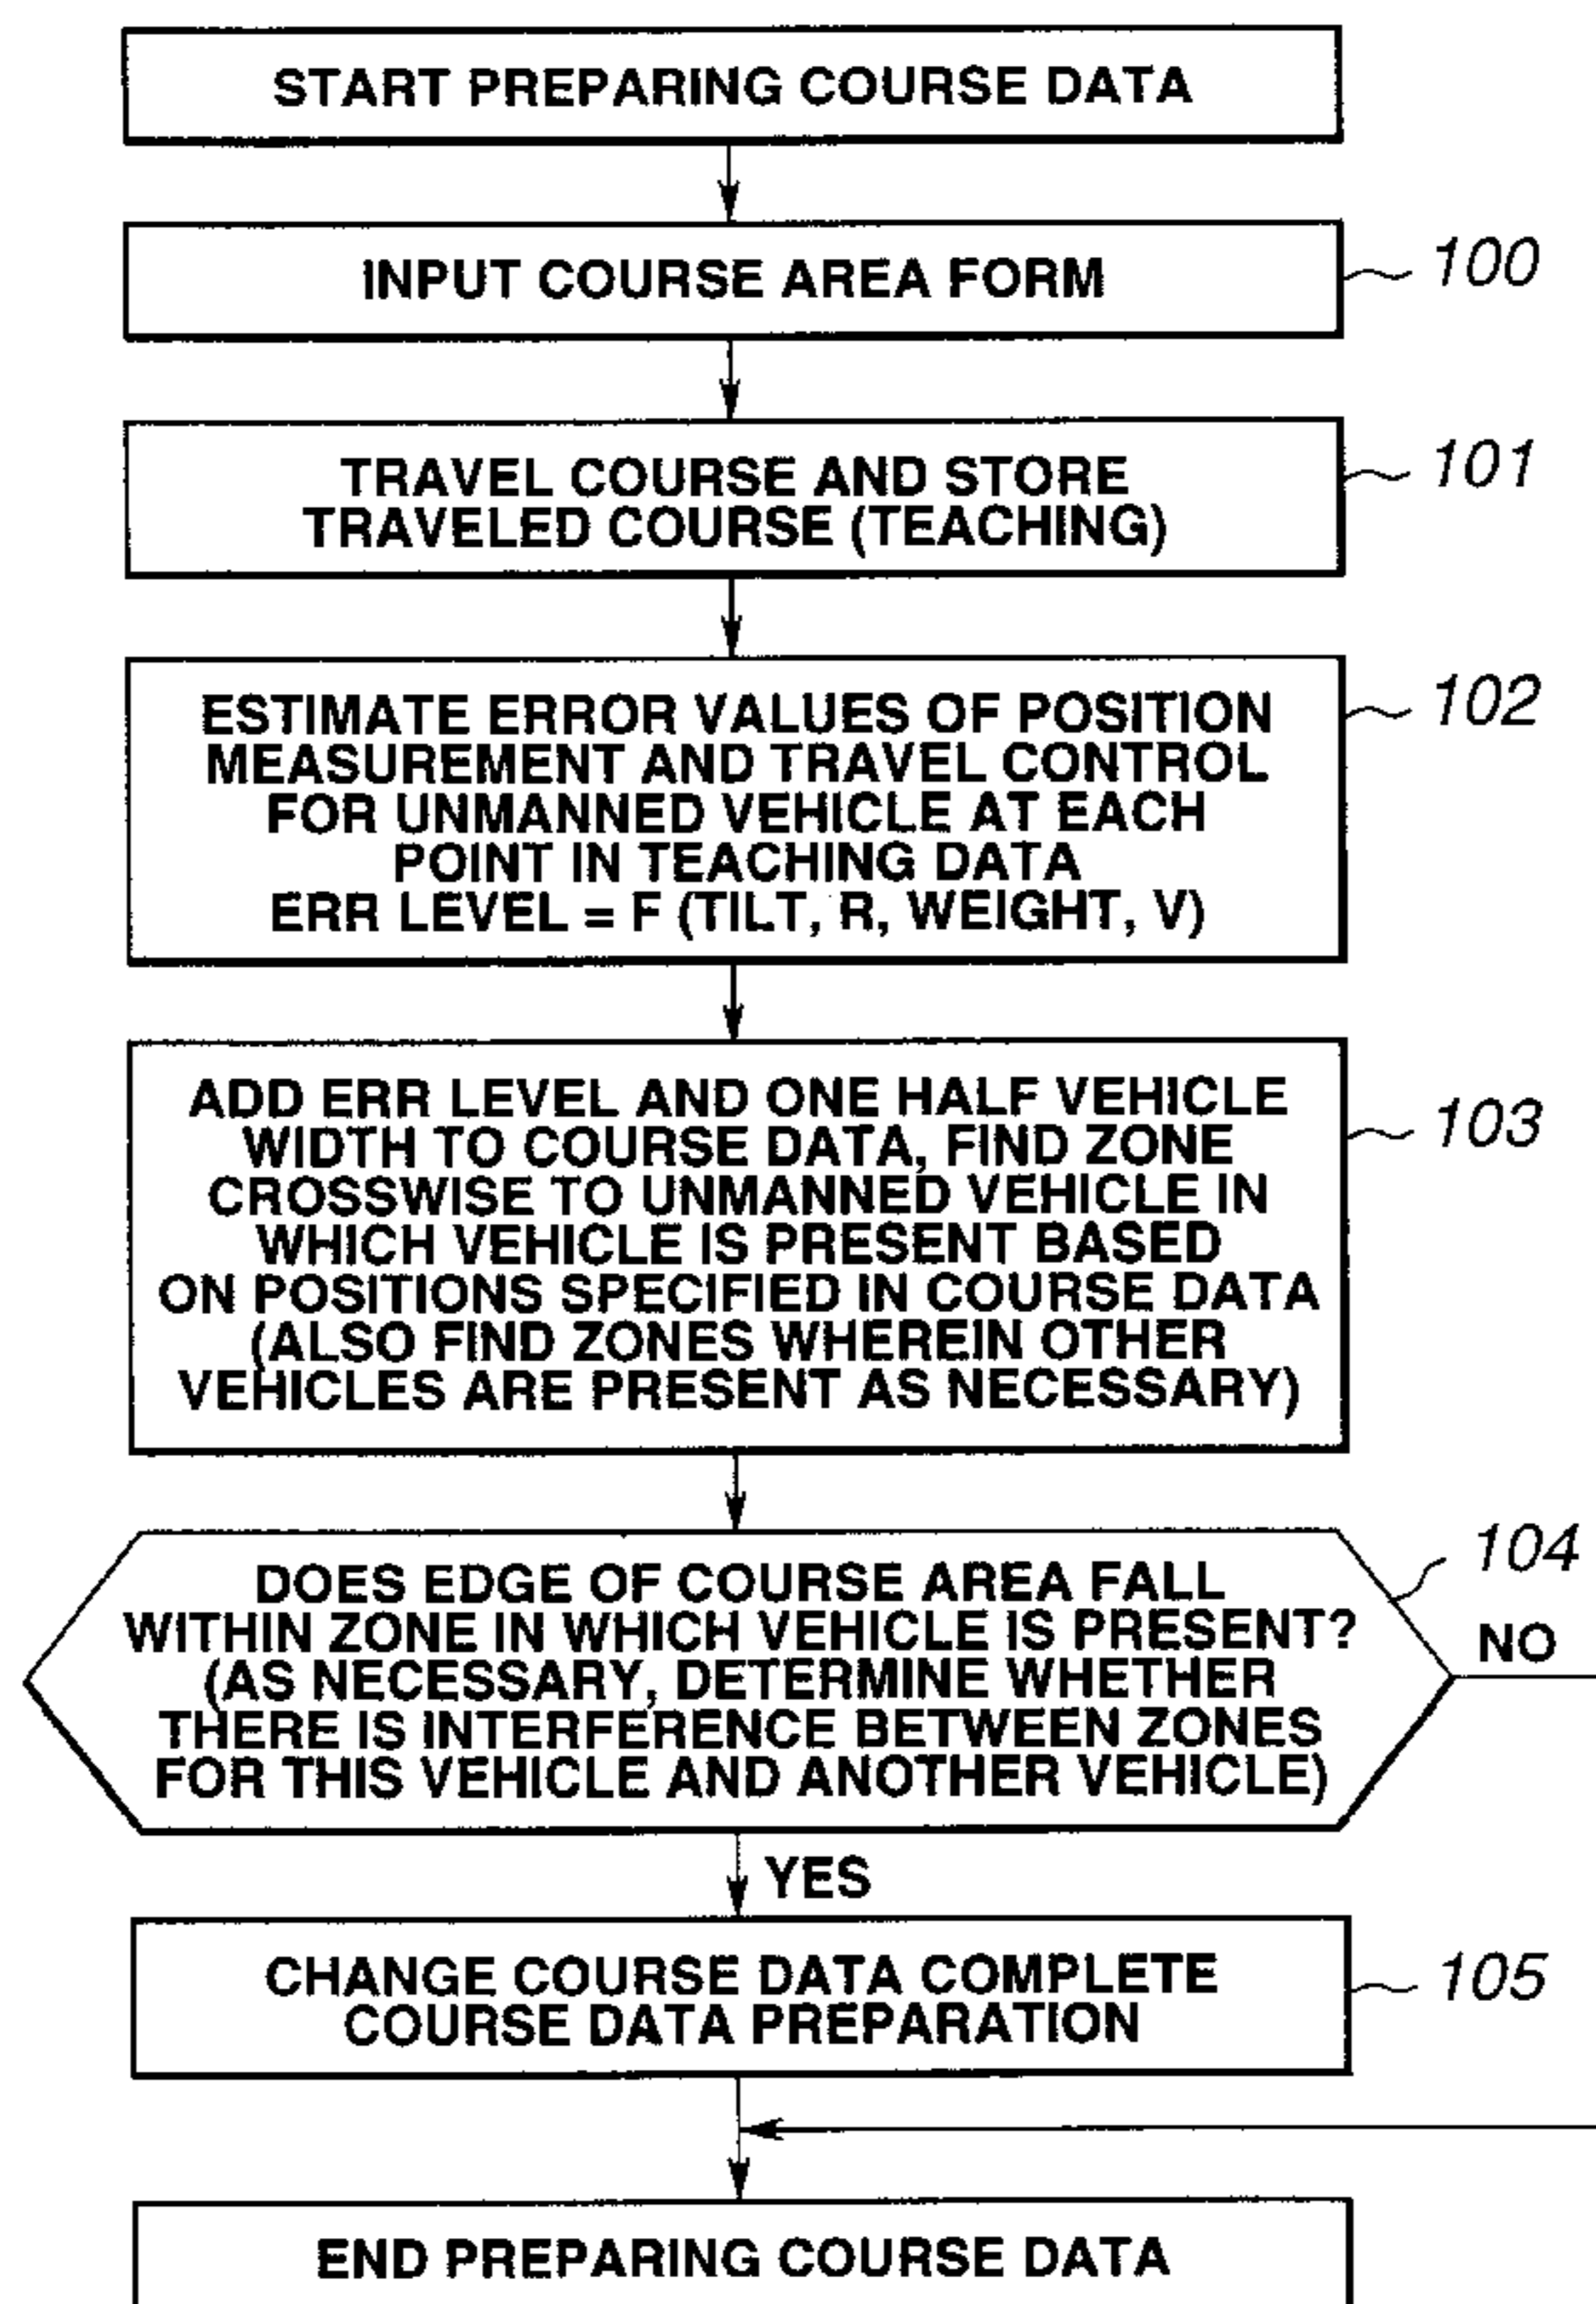 START PREPARING COURSE DATA
INPUT COURSE AREA FORM
100
TRAVEL COURSE AND STORE
TRAVELED COURSE (TEACHING)
101
ESTIMATE ERROR VALUES OF POSITION
MEASUREMENT AND TRAVEL CONTROL
FOR UNMANNED VEHICLE AT EACH
POINT IN TEACHING DATA
ERR LEVEL = F (TILT, R, WEIGHT, V)
102
ADD ERR LEVEL AND ONE HALF VEHICLE
WIDTH TO COURSE DATA, FIND ZONE
CROSSWISE TO UNMANNED VEHICLE IN
WHICH VEHICLE IS PRESENT BASED
ON POSITIONS SPECIFIED IN COURSE DATA
(ALSO FIND ZONES WHEREIN OTHER
VEHICLES ARE PRESENT AS NECESSARY)
103
DOES EDGE OF COURSE AREA FALL
WITHIN ZONE IN WHICH VEHICLE IS PRESENT?
(AS NECESSARY, DETERMINE WHETHER
THERE IS INTERFERENCE BETWEEN ZONES
FOR THIS VEHICLE AND ANOTHER VEHICLE)
104
NO
YES
CHANGE COURSE DATA COMPLETE
COURSE DATA PREPARATION
105
END PREPARING COURSE DATA